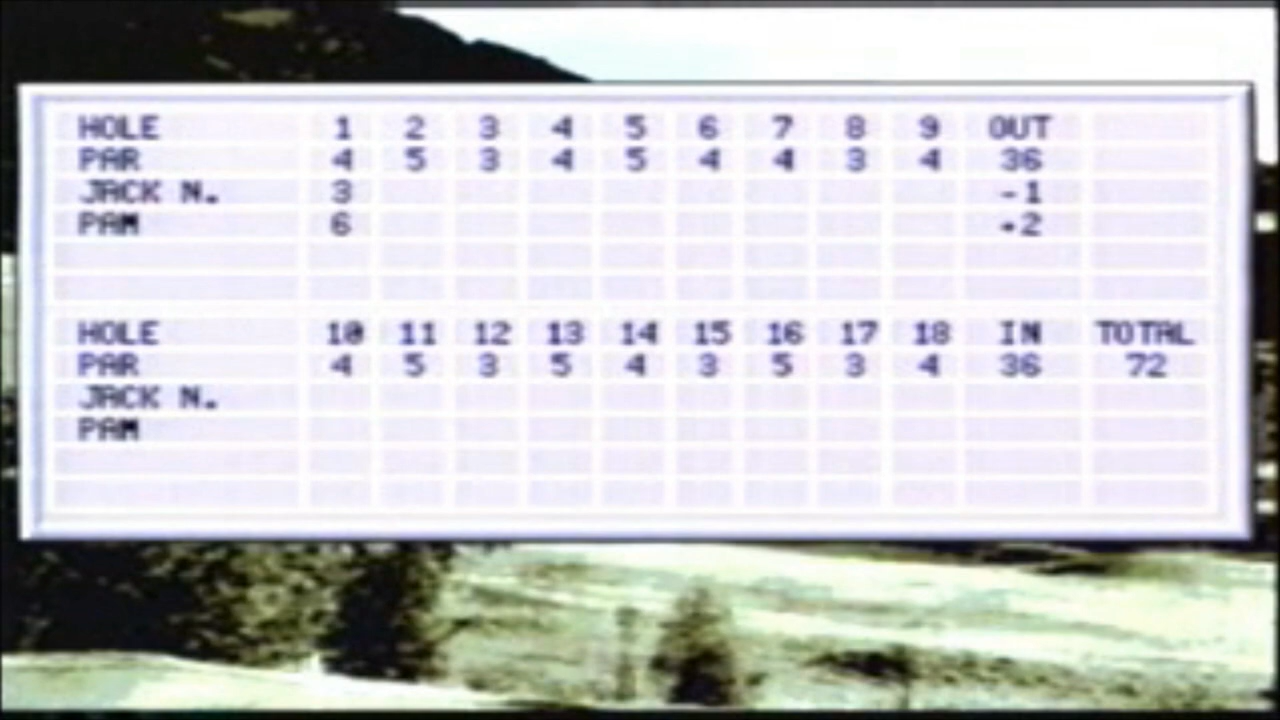 HOLE 1 2 3 4 5 6 7 8 9 OUT
PAR 4 5 3 4 5 4 4 3 4 36
JACK N. 3 -1
PAM 6 +2
HOLE 10 11 12 13 14 15 16 17 18 IN TOTAL
PAR 4 5 3 5 4 3 5 3 4 36 72
JACK N.
PAM